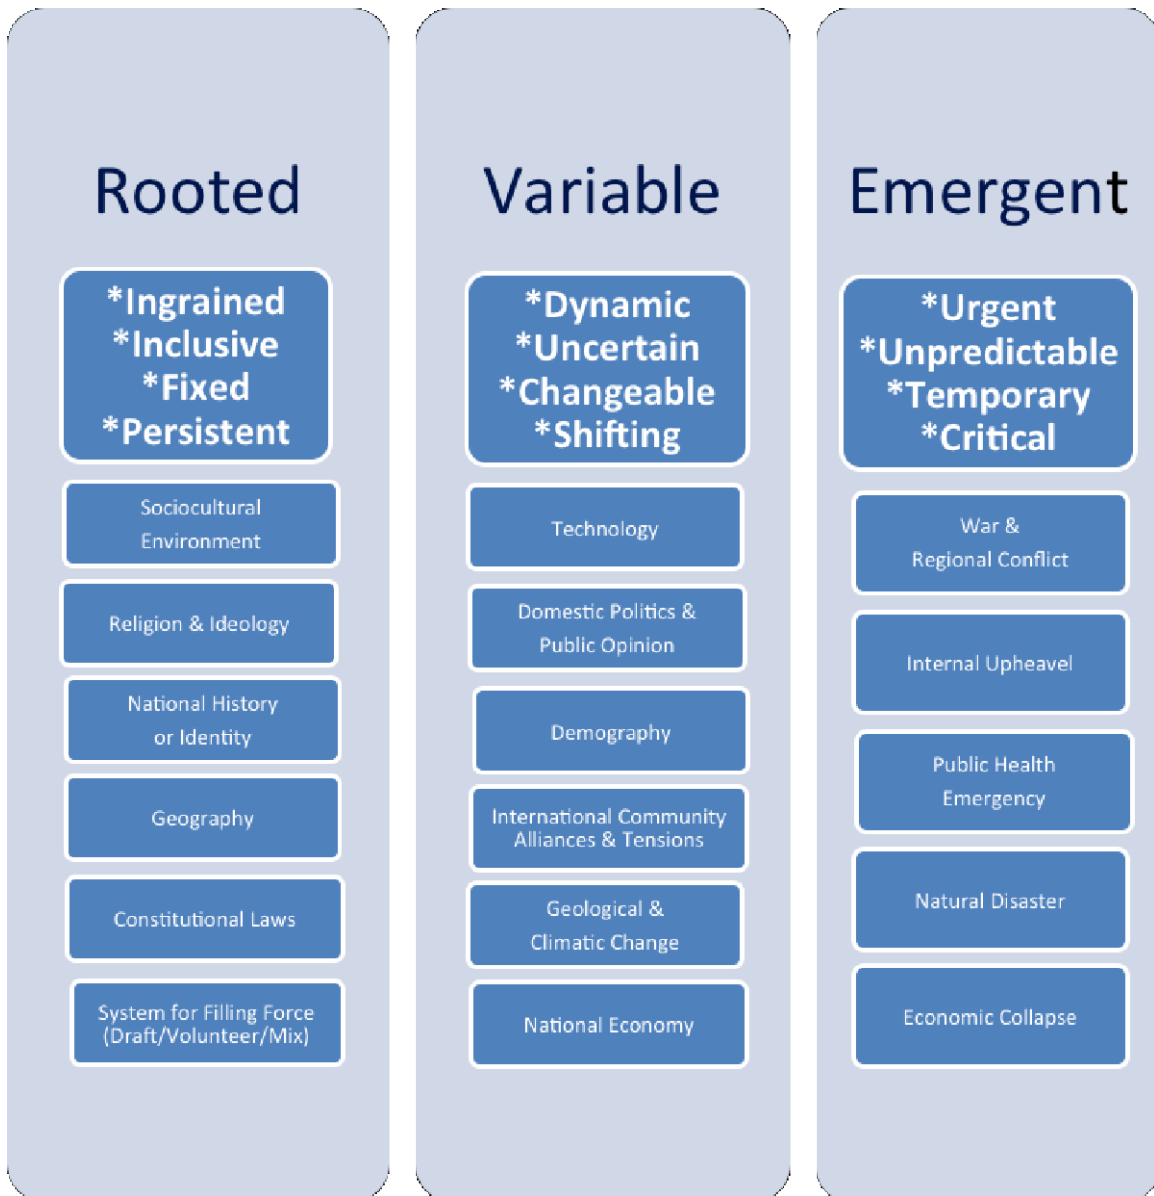 Rooted
*Ingrained
*Inclusive
*Fixed
*Persistent
Sociocultural
Environment
Religion & Ideology
National History
or Identity
Geography
Constitutional Laws
System for Filling Force
(Draft/Volunteer/Mix)
Variable
*Dynamic
*Uncertain
*Changeable
*Shifting
Technology
Domestic Politics &
Public Opinion
Demography
International Community
Alliances & Tensions
Geological &
Climatic Change
National Economy
Emergent
*Urgent
*Unpredictable
*Temporary
*Critical
War &
Regional Conflict
Internal Upheavel
Public Health
Emergency
Natural Disaster
Economic Collapse